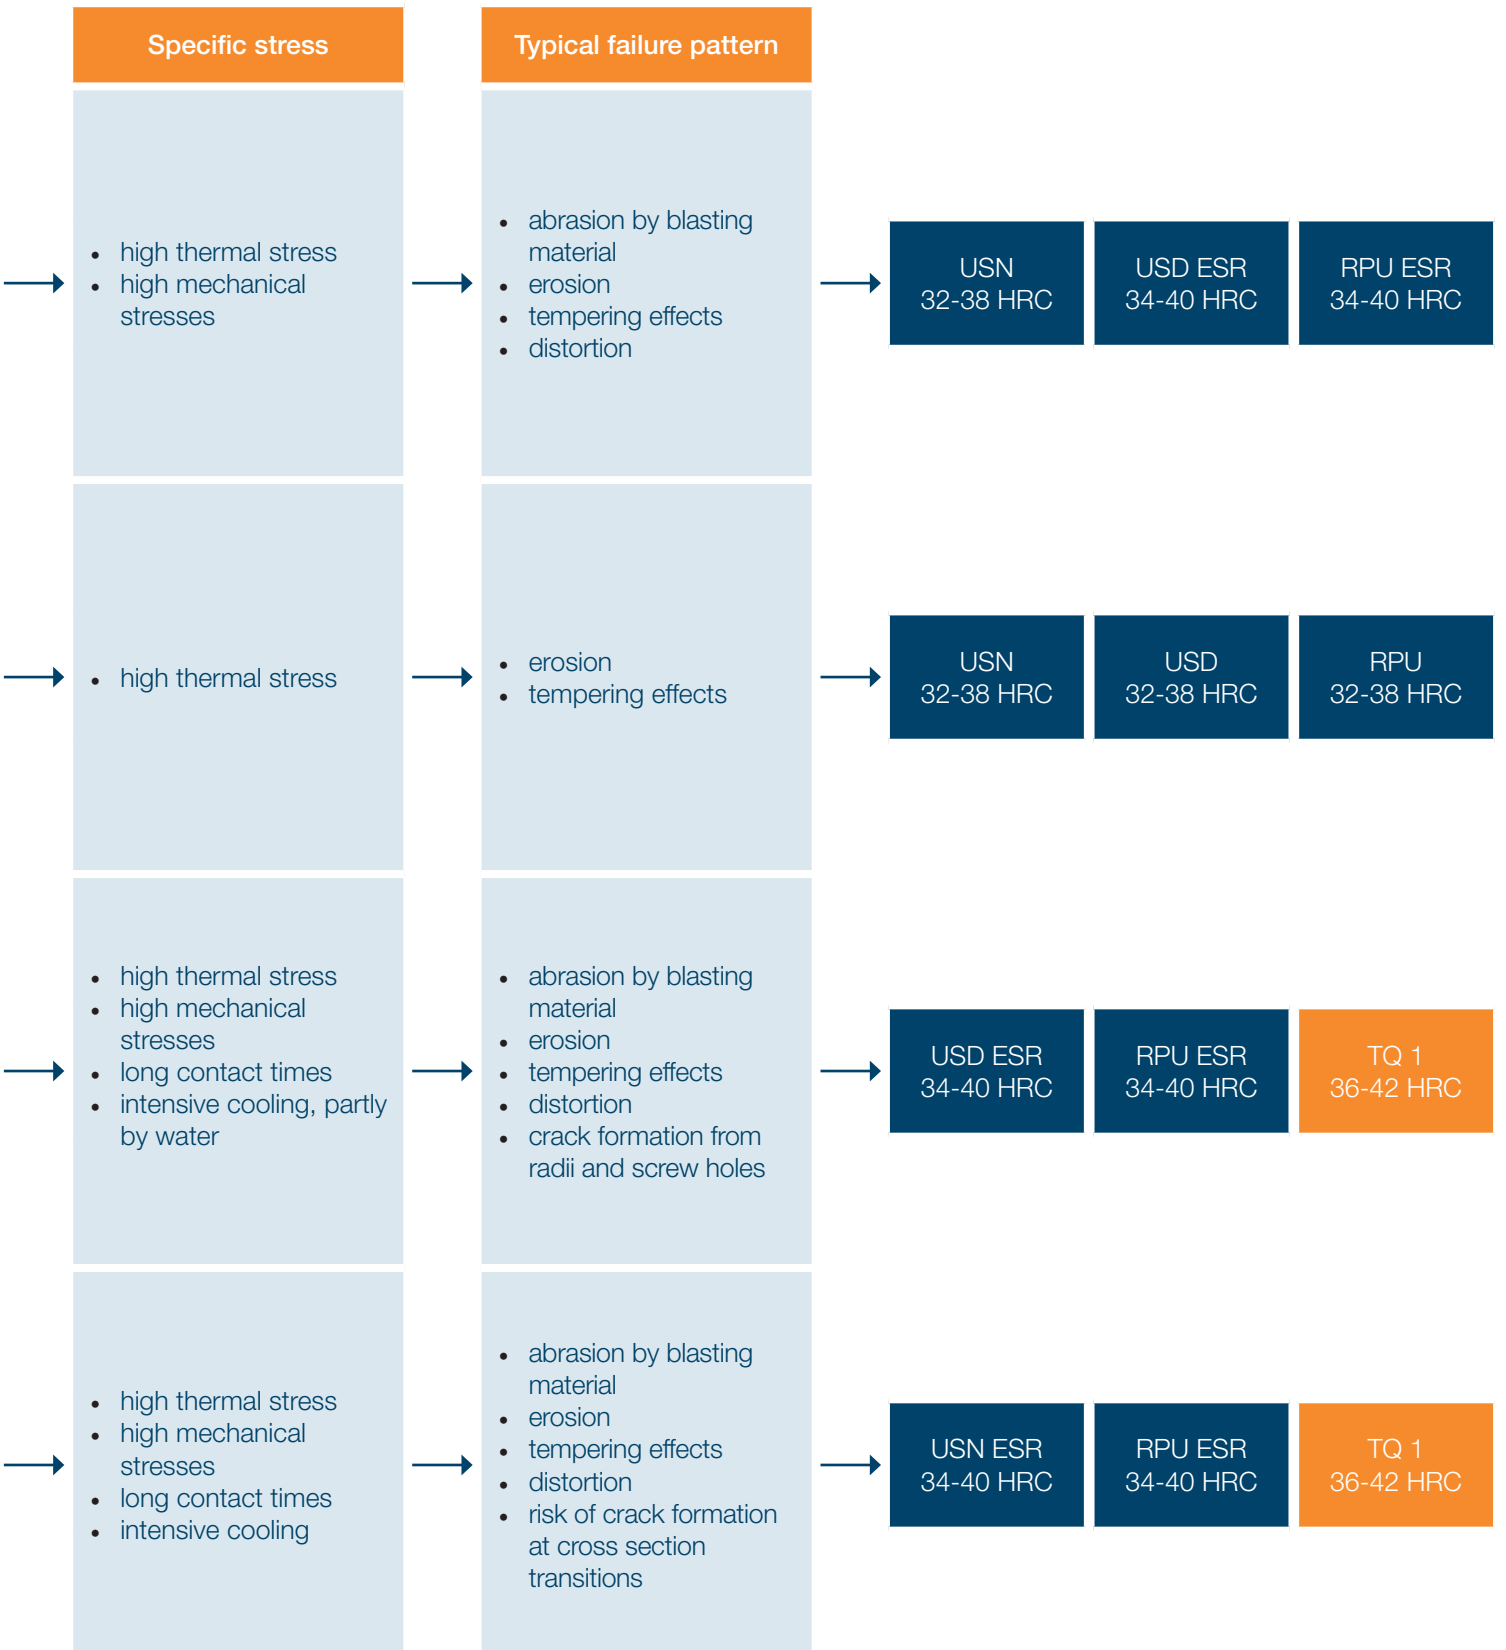 Specific stress
Typical failure pattern
• high thermal stress
• high mechanical
stresses
• abrasion by blasting
material
• erosion
• tempering effects
• distortion
USN
32-38 HRC
USD ESR
34-40 HRC
RPU ESR
34-40 HRC
• high thermal stress
• erosion
• tempering effects
USN
32-38 HRC
USD
32-38 HRC
RPU
32-38 HRC
• high thermal stress
• high mechanical
stresses
• long contact times
• intensive cooling, partly
by water
• abrasion by blasting
material
• erosion
• tempering effects
• distortion
• crack formation from
radii and screw holes
USD ESR
34-40 HRC
RPU ESR
34-40 HRC
TQ 1
36-42 HRC
• high thermal stress
• high mechanical
stresses
• long contact times
• intensive cooling
• abrasion by blasting
material
• erosion
• tempering effects
• distortion
• risk of crack formation
at cross section
transitions
USN ESR
34-40 HRC
RPU ESR
34-40 HRC
TQ 1
36-42 HRC